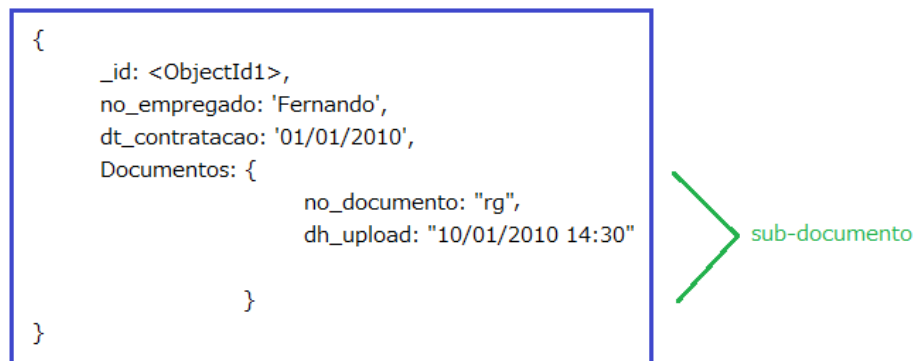 {
_id: <ObjectId1>,
no_empregado: 'Fernando',
dt_contratacao: '01/01/2010',
Documentos: {
no_documento: "rg",
dh_upload: "10/01/2010 14:30"
sub-documento
}
}